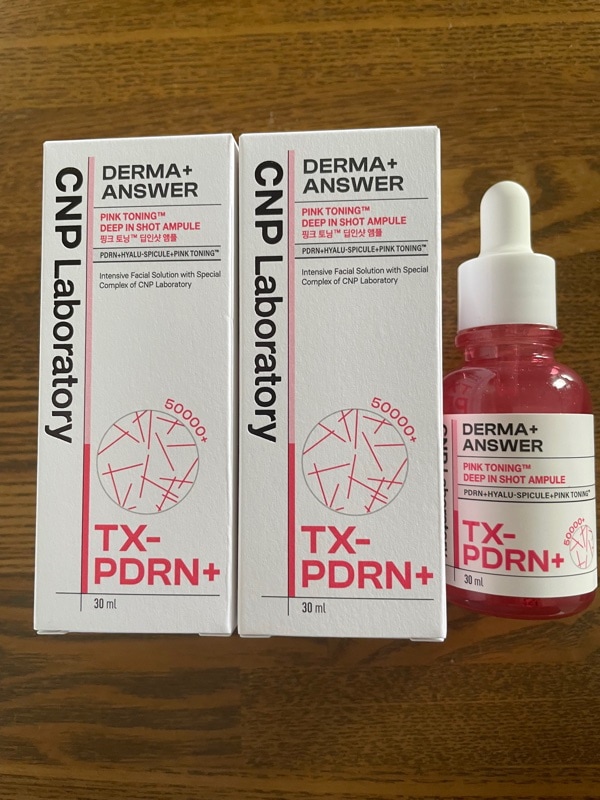 CNP Laboratory
DERMA+
ANSWER
PINK TONING™
DEEP IN SHOT AMPULE
핑크 토닝™ 딥인샷 앰플
PDRN+HYALU-SPICULE+PINK TONING™
Intensive Facial Solution with Special
Complex of CNP Laboratory
50000+
TX-
PDRN+
30 ml
CNP Laboratory
DERMA+
ANSWER
PINK TONING™
DEEP IN SHOT AMPULE
핑크 토닝™ 딥인샷 앰플
PDRN+HYALU-SPICULE+PINK TONING™
Intensive Facial Solution with Special
Complex of CNP Laboratory
50000+
TX-
PDRN+
30 ml
DERMA+
ANSWER
PINK TONING™
DEEP IN SHOT AMPULE
PDRN+HYALU-SPICULE+PINK TONING™
50000+
TX-
PDRN+
30 ml